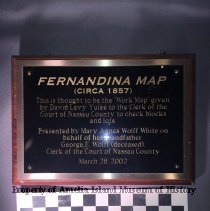 FERNANDINA MAP
(CIRCA 1857)
This is thought to be the 'Work Map' given
by David Levy Yulee to the Clerk of the
Court of Nassau County to check blocks
and lots.
Presented by Mary Agnes Wolff White on
behalf of her grandfather
George E. Wolff (deceased)
Clerk of the Court of Nassau County
March 28, 2002
Property of Amelia Island Museum of History